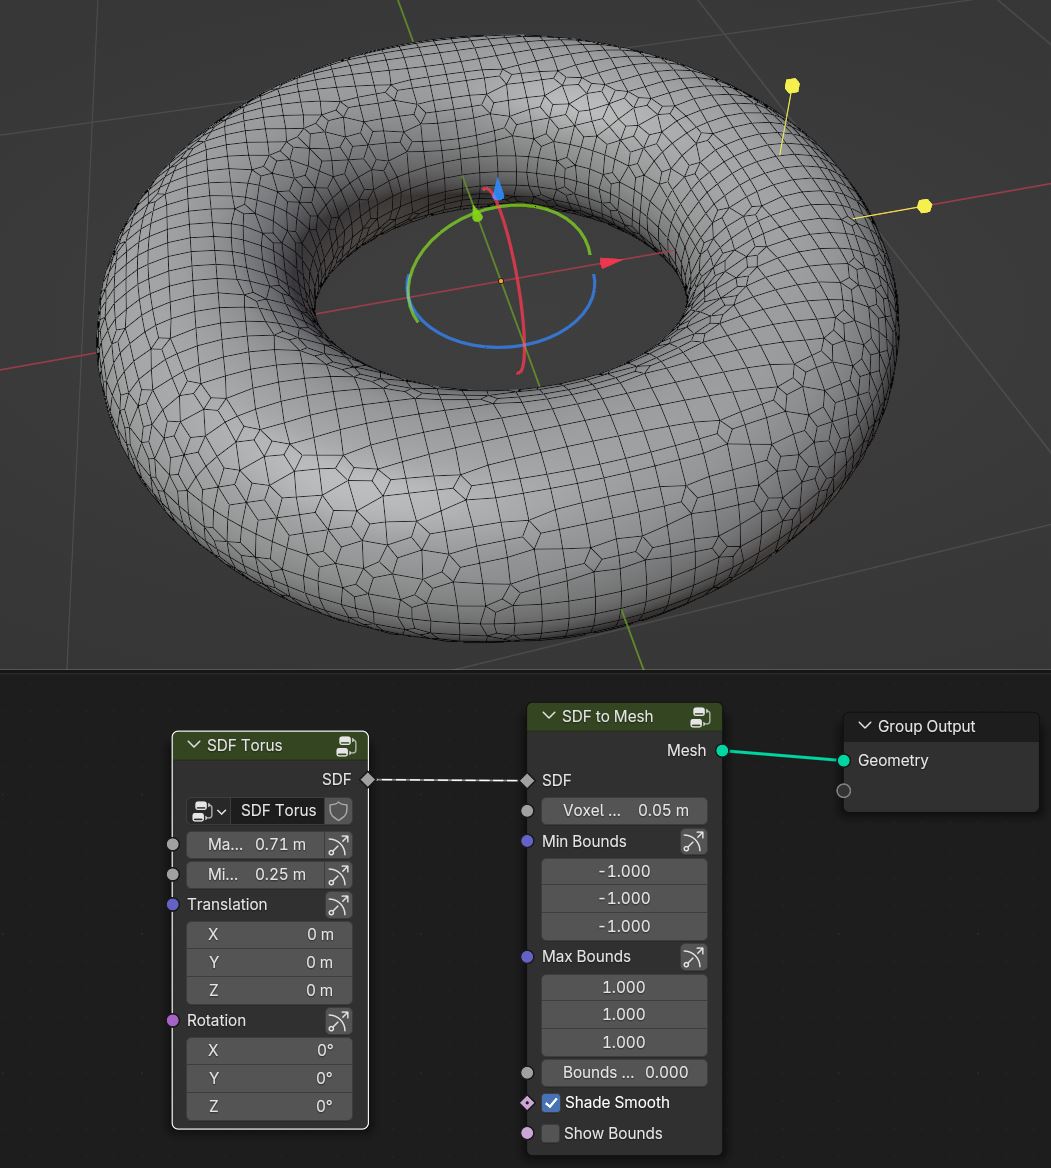 SDF Torus
SDF
SDF Torus
Ma... 0.71 m
Mi... 0.25 m
Translation
X 0 m
Y 0 m
Z 0 m
Rotation
X 0°
Y 0°
Z 0°
SDF to Mesh
Mesh
SDF
Voxel ... 0.05 m
Min Bounds
-1.000
-1.000
-1.000
Max Bounds
1.000
1.000
1.000
Bounds ... 0.000
Shade Smooth
Show Bounds
Group Output
Geometry